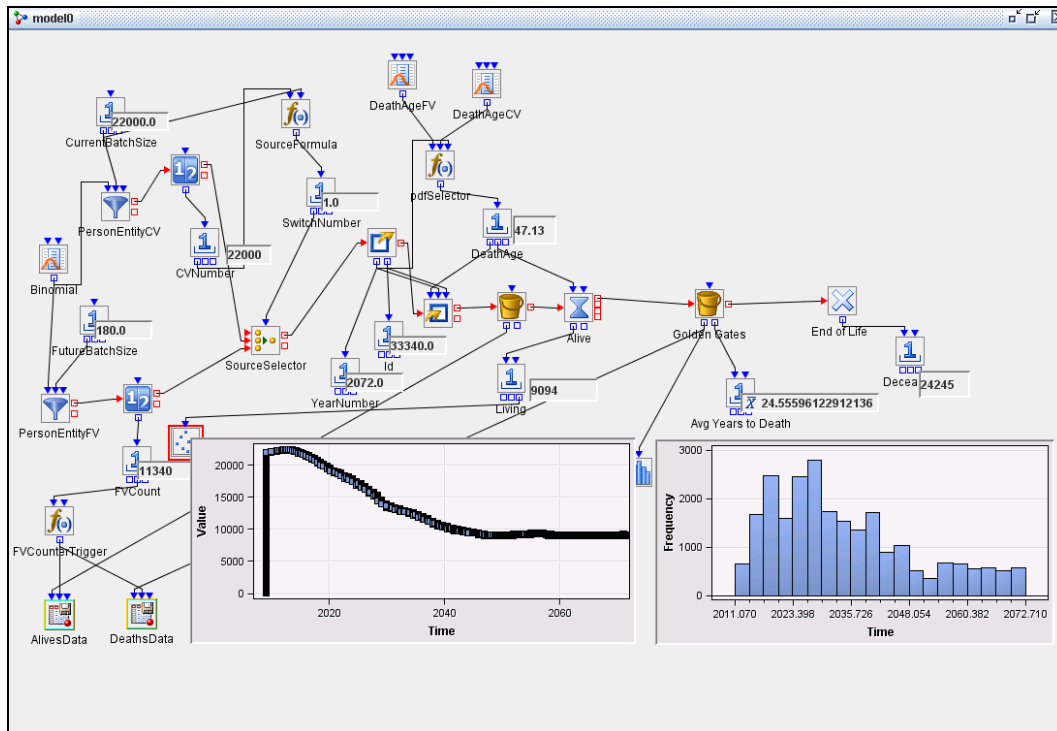 model0
DeathAgeFV
DeathAgeCV
22000.0
CurrentBatchSize
SourceFormula
pdfSelector
1.0
SwitchNumber
PersonEntityCV
22000
CVNumber
47.13
DeathAge
Binomial
180.0
FutureBatchSize
SourceSelector
33340.0
Id
Alive
Golden Gates
End of Life
2072.0
YearNumber
9094
Living
24245
Decea
x 24.55596122912136
Avg Years to Death
PersonEntityFV
11340
FVCount
FVCounterTrigger
AlivesData
DeathsData
Value
20000
15000
10000
5000
0
2020
2040
2060
Time
Frequency
3000
2000
1000
0
2011.070
2023.398
2035.726
2048.054
2060.382
2072.710
Time